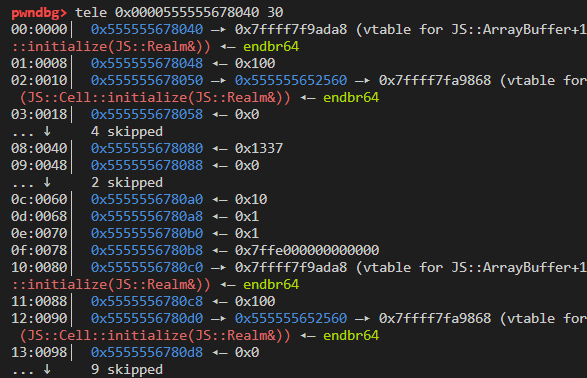 pwndbg> tele 0x0000555555678040 30
00:0000│  0x555555678040 —▸ 0x7ffff7f9ada8 (vtable for JS::ArrayBuffer+1
::initialize(JS::Realm&)) ◂— endbr64
01:0008│  0x555555678048 ◂— 0x100
02:0010│  0x555555678050 —▸ 0x555555652560 —▸ 0x7ffff7fa9868 (vtable for
 (JS::Cell::initialize(JS::Realm&)) ◂— endbr64
03:0018│  0x555555678058 ◂— 0x0
... ↓     4 skipped
08:0040│  0x555555678080 ◂— 0x1337
09:0048│  0x555555678088 ◂— 0x0
... ↓     2 skipped
0c:0060│  0x5555556780a0 ◂— 0x10
0d:0068│  0x5555556780a8 ◂— 0x1
0e:0070│  0x5555556780b0 ◂— 0x1
0f:0078│  0x5555556780b8 ◂— 0x7ffe000000000000
10:0080│  0x5555556780c0 —▸ 0x7ffff7f9ada8 (vtable for JS::ArrayBuffer+1
::initialize(JS::Realm&)) ◂— endbr64
11:0088│  0x5555556780c8 ◂— 0x100
12:0090│  0x5555556780d0 —▸ 0x555555652560 —▸ 0x7ffff7fa9868 (vtable for
 (JS::Cell::initialize(JS::Realm&)) ◂— endbr64
13:0098│  0x5555556780d8 ◂— 0x0
... ↓     9 skipped